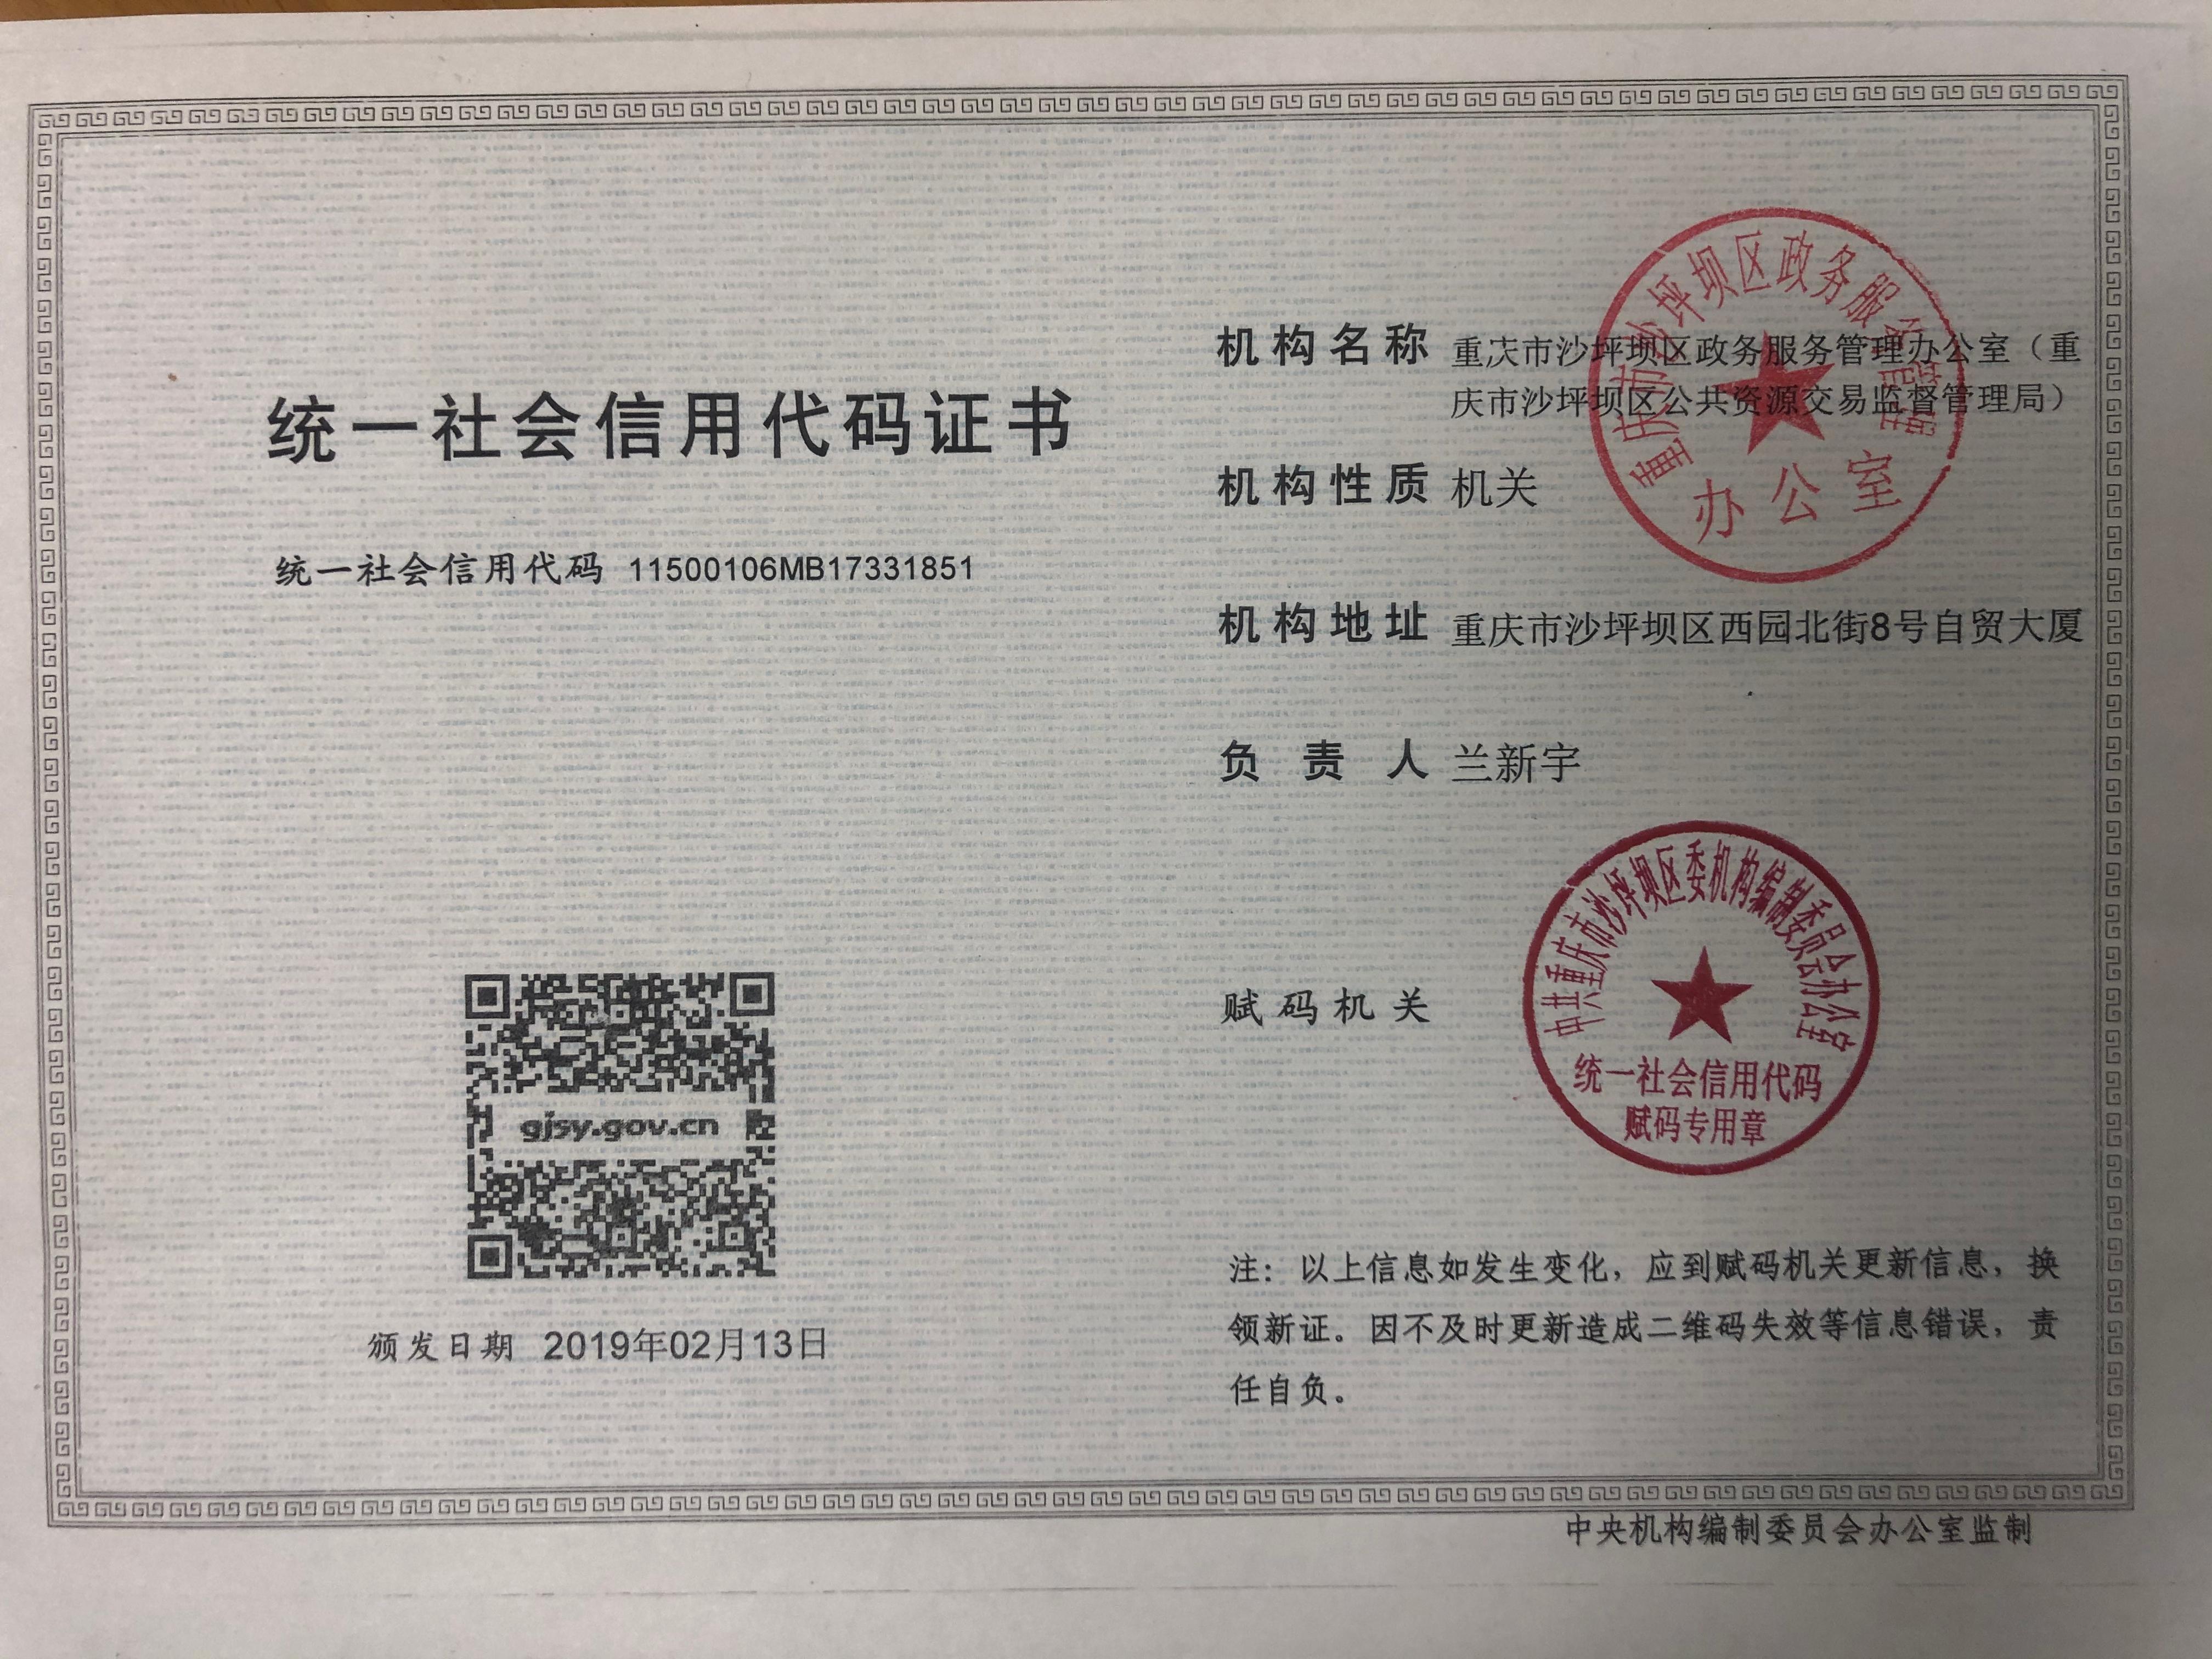 统一社会信用代码证书
统一社会信用代码 11500106MB17331851
gjsy.gov.cn
颁发日期 2019年02月13日
机构名称 重庆市沙坪坝区政务服务管理办公室（重
庆市沙坪坝区公共资源交易监督管理局）
机构性质 机关
机构地址 重庆市沙坪坝区西园北街8号自贸大厦
负责人 兰新宇
赋码机关
重庆市沙坪坝区政务服务管理
办公室
中共重庆市沙坪坝区委机构编制委员会办公室
统一社会信用代码
赋码专用章
注：以上信息如发生变化，应到赋码机关更新信息，换
领新证。因不及时更新造成二维码失效等信息错误，责
任自负。
中央机构编制委员会办公室监制